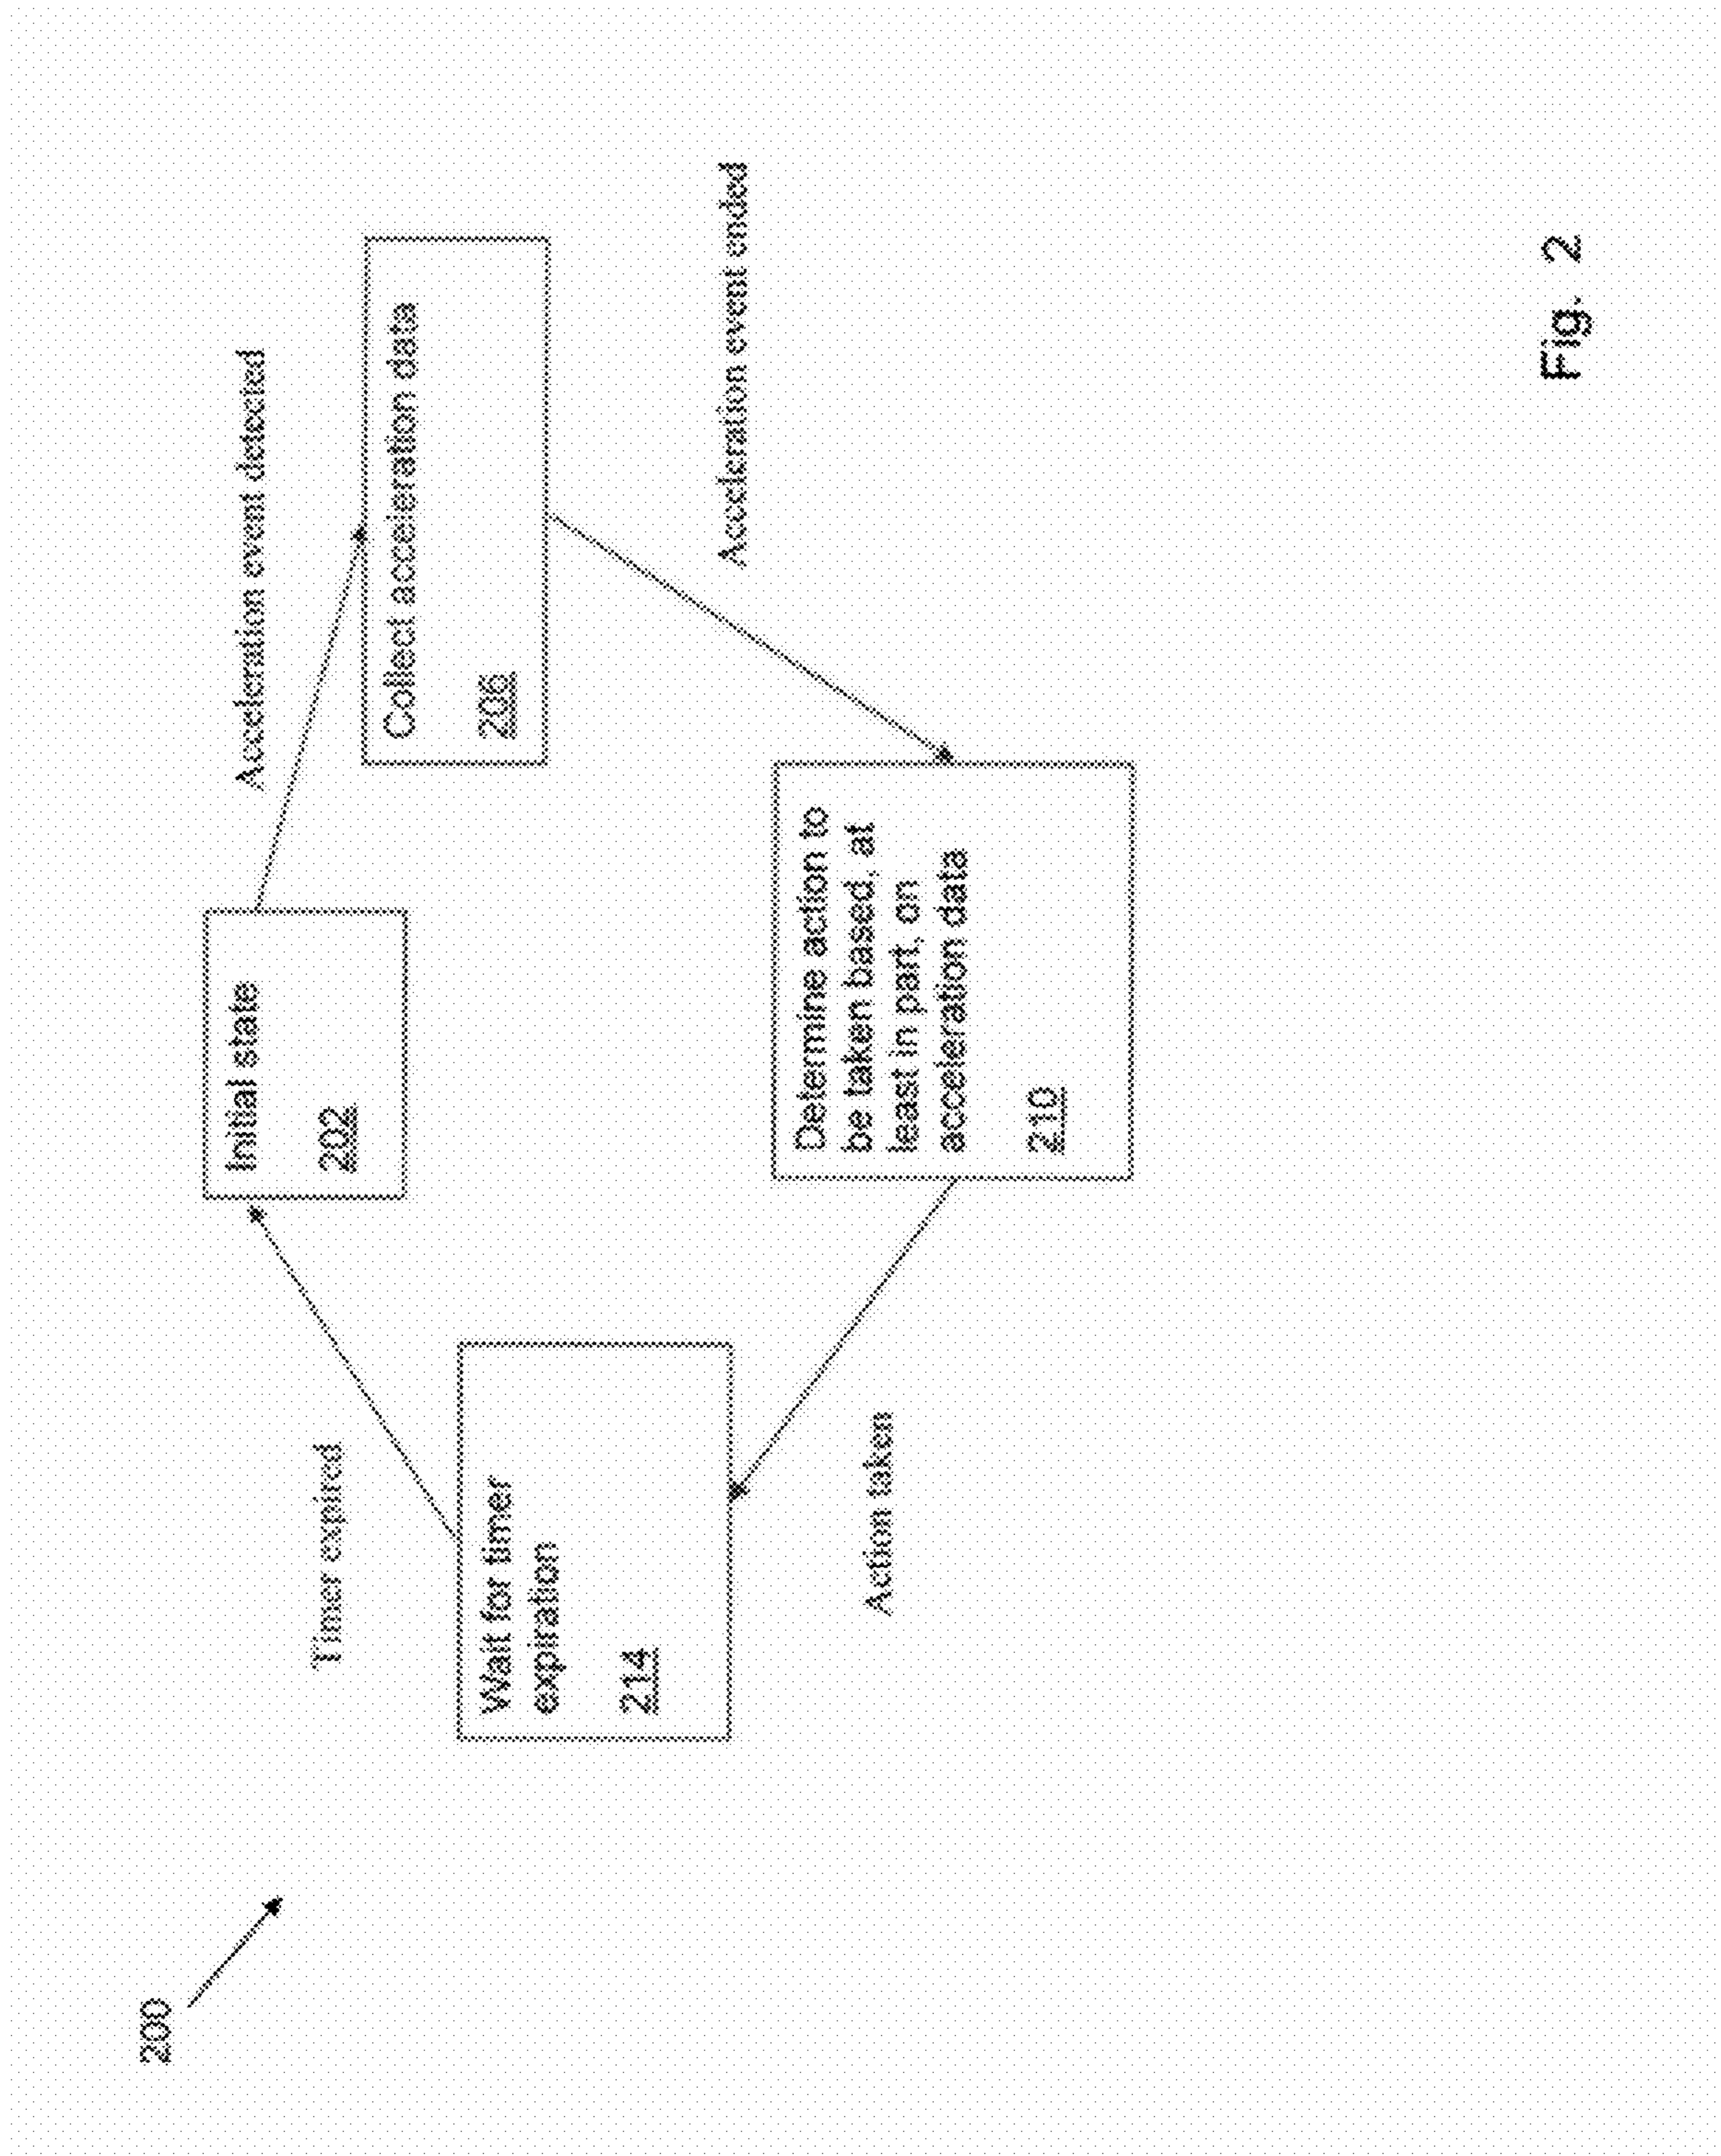 200
Timer expired
Wait for timer
expiration
214
Action taken
Initial state
202
Acceleration event detected
Collect acceleration data
206
Acceleration event ended
Determine action to
be taken based, at
least in part, on
acceleration data
210
Fig. 2